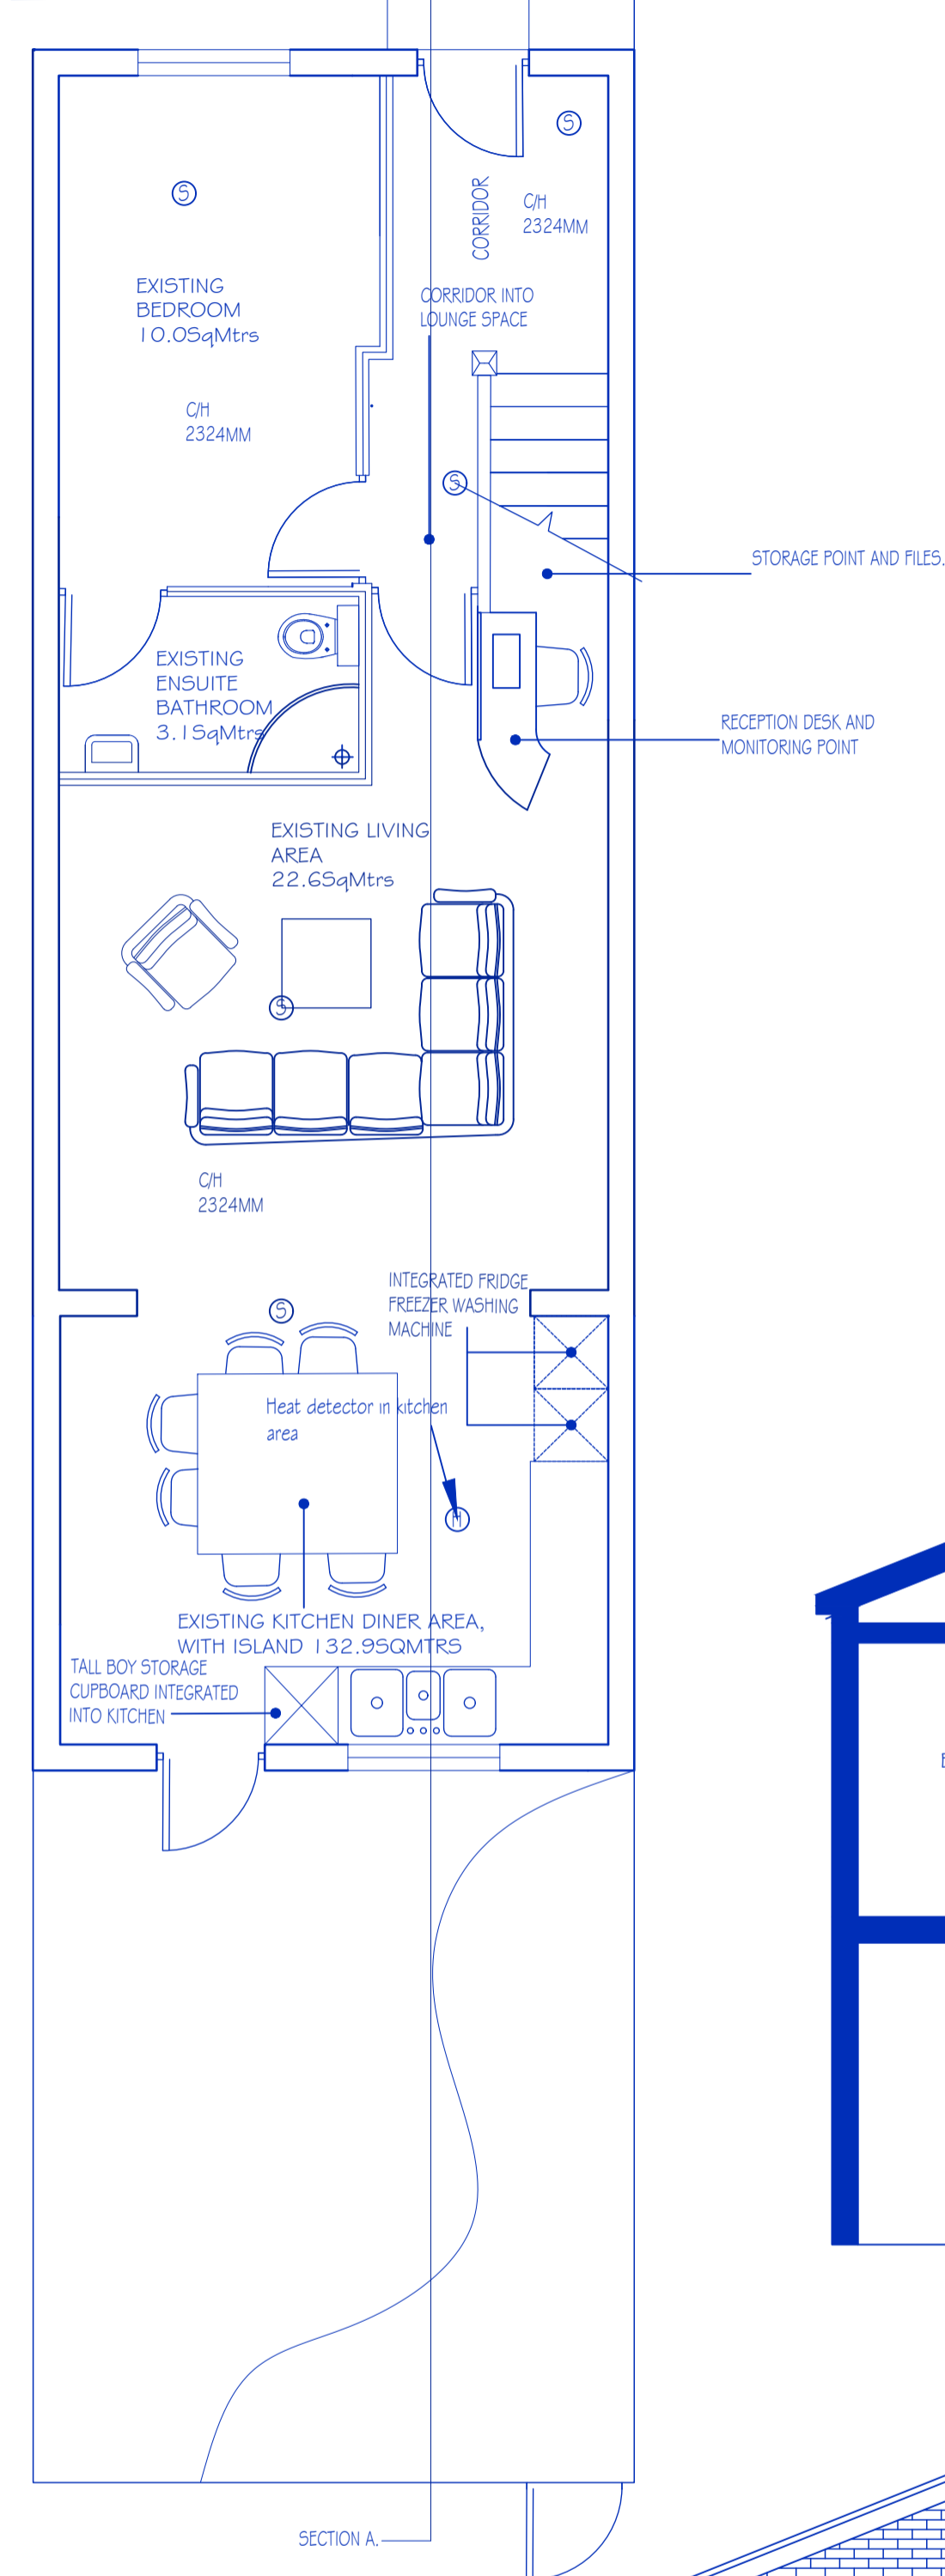 S
S
CORRIDOR
C/H
2324MM
EXISTING
BEDROOM
10.0SqMtrs
CORRIDOR INTO
LOUNGE SPACE
C/H
2324MM
S
STORAGE POINT AND FILES.
EXISTING
ENSUITE
BATHROOM
3.1SqMtrs
RECEPTION DESK AND
MONITORING POINT
EXISTING LIVING
AREA
22.6SqMtrs
S
C/H
2324MM
INTEGRATED FRIDGE
FREEZER WASHING
MACHINE
S
Heat detector in kitchen
area
H
EXISTING KITCHEN DINER AREA,
WITH ISLAND 132.9SQMTRS
TALL BOY STORAGE
CUPBOARD INTEGRATED
INTO KITCHEN
SECTION A.